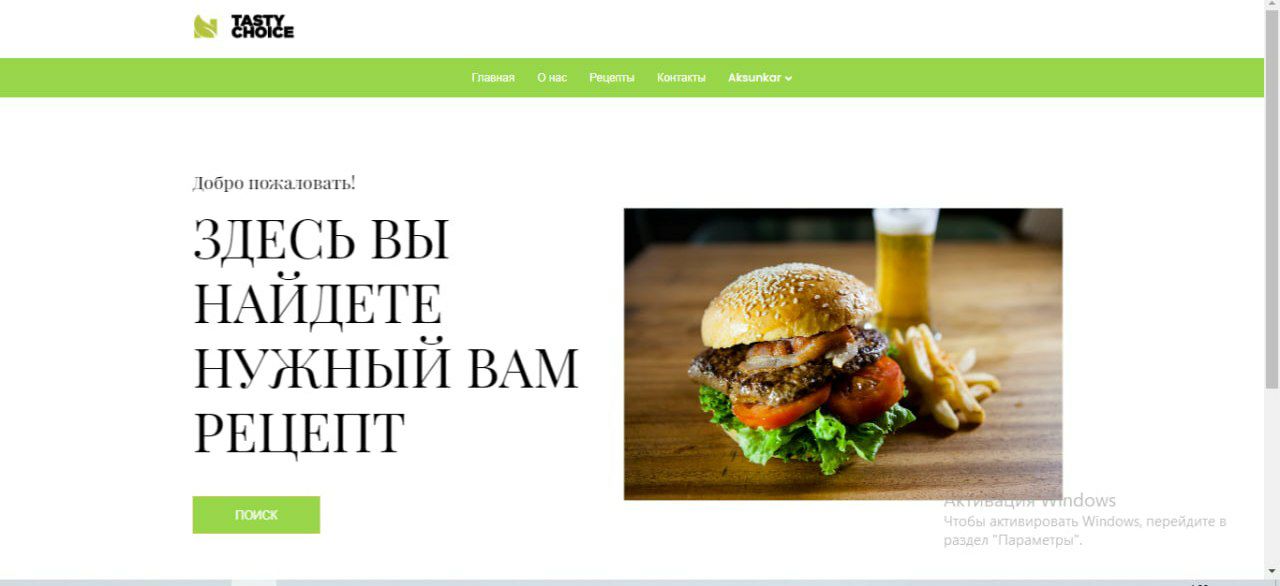 TASTY
CHOICE
Главная О нас Рецепты Контакты Aksunkar
Добро пожаловать!
ЗДЕСЬ ВЫ
НАЙДЕТЕ
НУЖНЫЙ ВАМ
РЕЦЕПТ
ПОИСК
Активация Windows
Чтобы активировать Windows, перейдите в
раздел "Параметры".